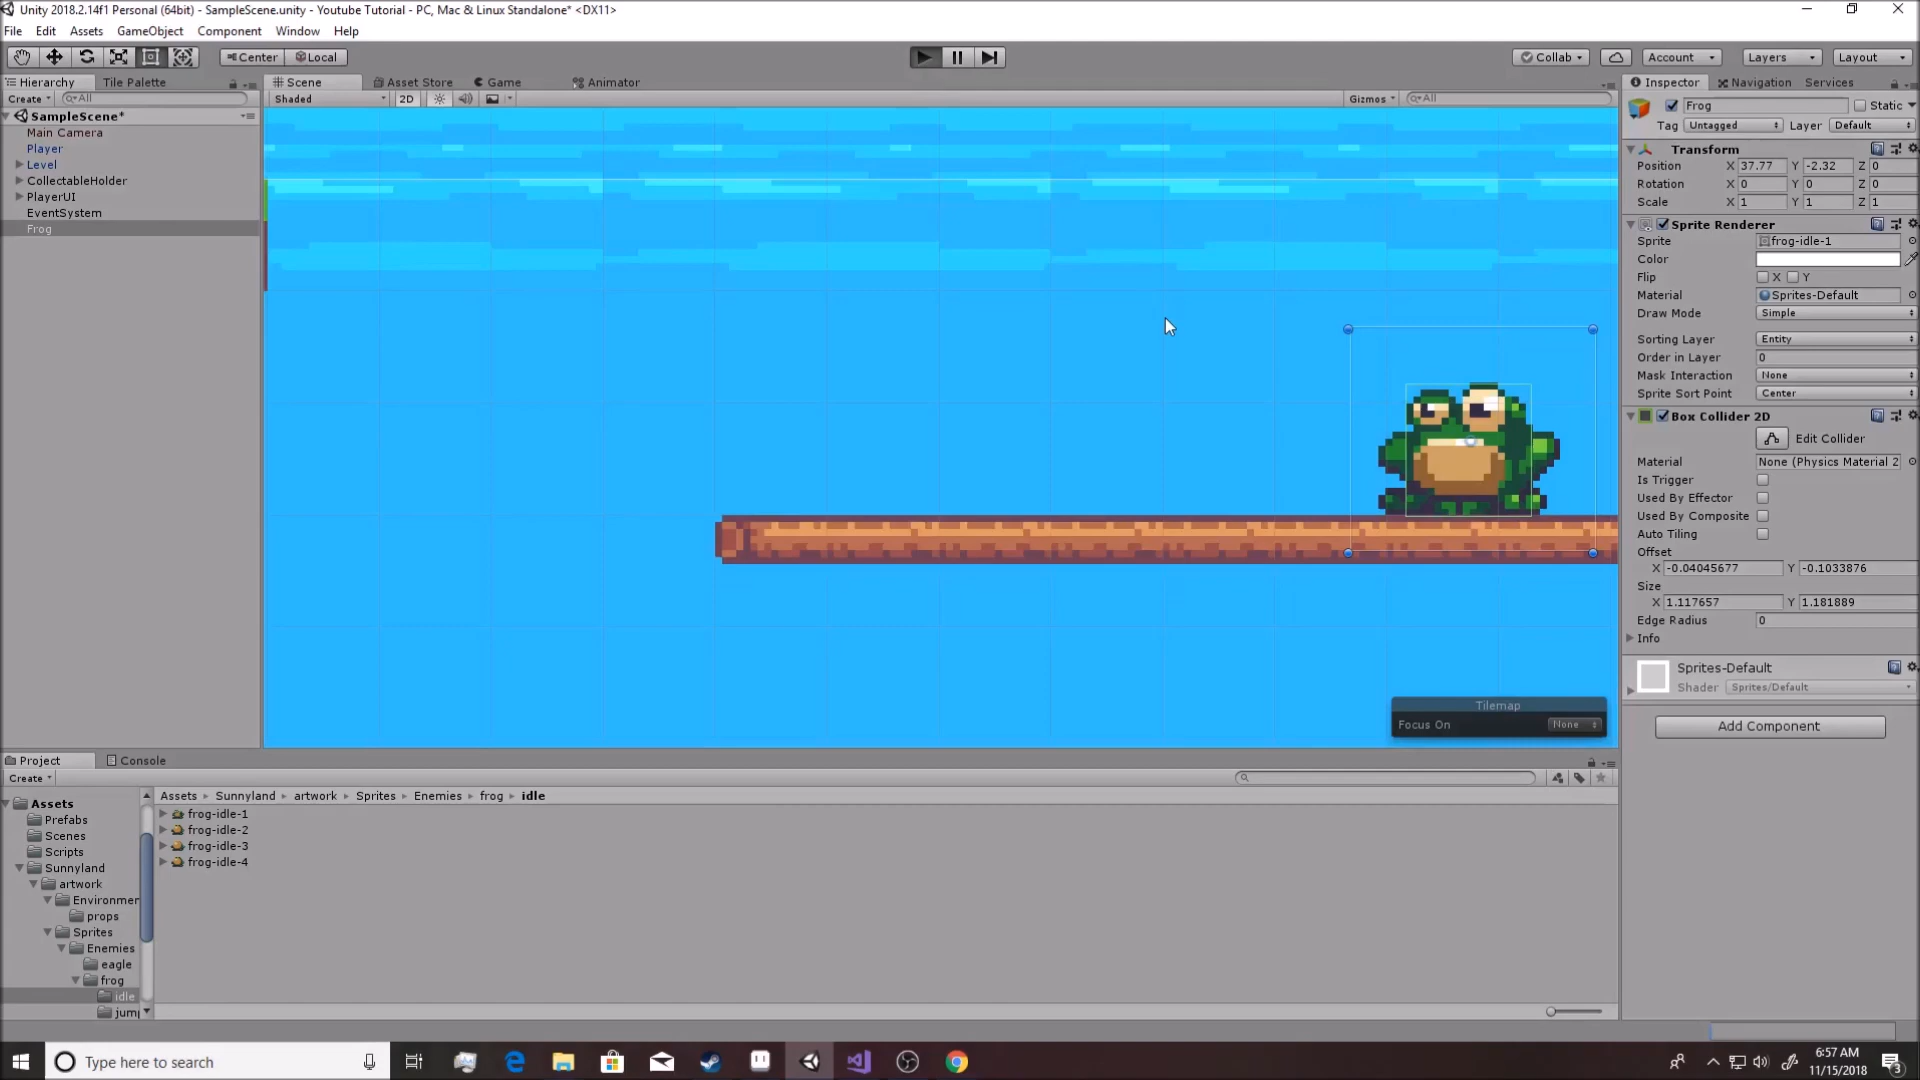 Unity 2018.2.14f1 Personal (64bit) - SampleScene.unity - Youtube Tutorial - PC, Mac & Linux Standalone* <DX11>
File Edit Assets GameObject Component Window Help
Center Local Collab Account Layers Layout
Hierarchy Tile Palette Scene Asset Store Game Animator Inspector Navigation Services
Create All Shaded 2D Gizmos All
Frog Static
Tag Untagged Layer Default
SampleScene*
Main Camera
Player
Level
CollectableHolder
PlayerUI
EventSystem
Frog
Transform
Position X 37.77 Y -2.32 Z 0
Rotation X 0 Y 0 Z 0
Scale X 1 Y 1 Z 1
Sprite Renderer
Sprite frog-idle-1
Color
Flip X Y
Material Sprites-Default
Draw Mode Simple
Sorting Layer Entity
Order in Layer 0
Mask Interaction None
Sprite Sort Point Center
Box Collider 2D
Edit Collider
Material None (Physics Material 2
Is Trigger
Used By Effector
Used By Composite
Auto Tiling
Offset
X -0.04045677 Y -0.1033876
Size
X 1.117657 Y 1.181889
Edge Radius 0
Info
Sprites-Default
Shader Sprites/Default
Add Component
Tilemap
Focus On None
Project Console
Create
Assets
Prefabs
Scenes
Scripts
Sunnyland
artwork
Environmen
props
Sprites
Enemies
eagle
frog
idle
jum
Assets Sunnyland artwork Sprites Enemies frog idle
frog-idle-1
frog-idle-2
frog-idle-3
frog-idle-4
Type here to search
6:57 AM
11/15/2018
3